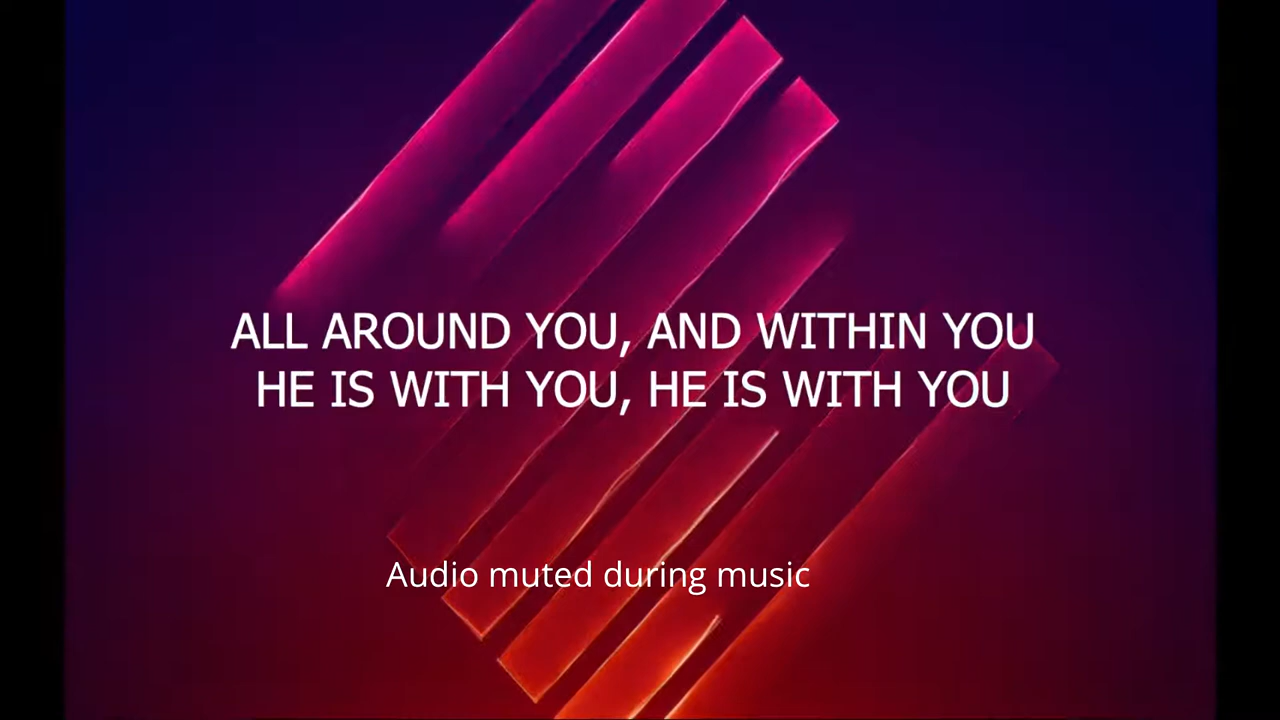 ALL AROUND YOU, AND WITHIN YOU
HE IS WITH YOU, HE IS WITH YOU
Audio muted during music